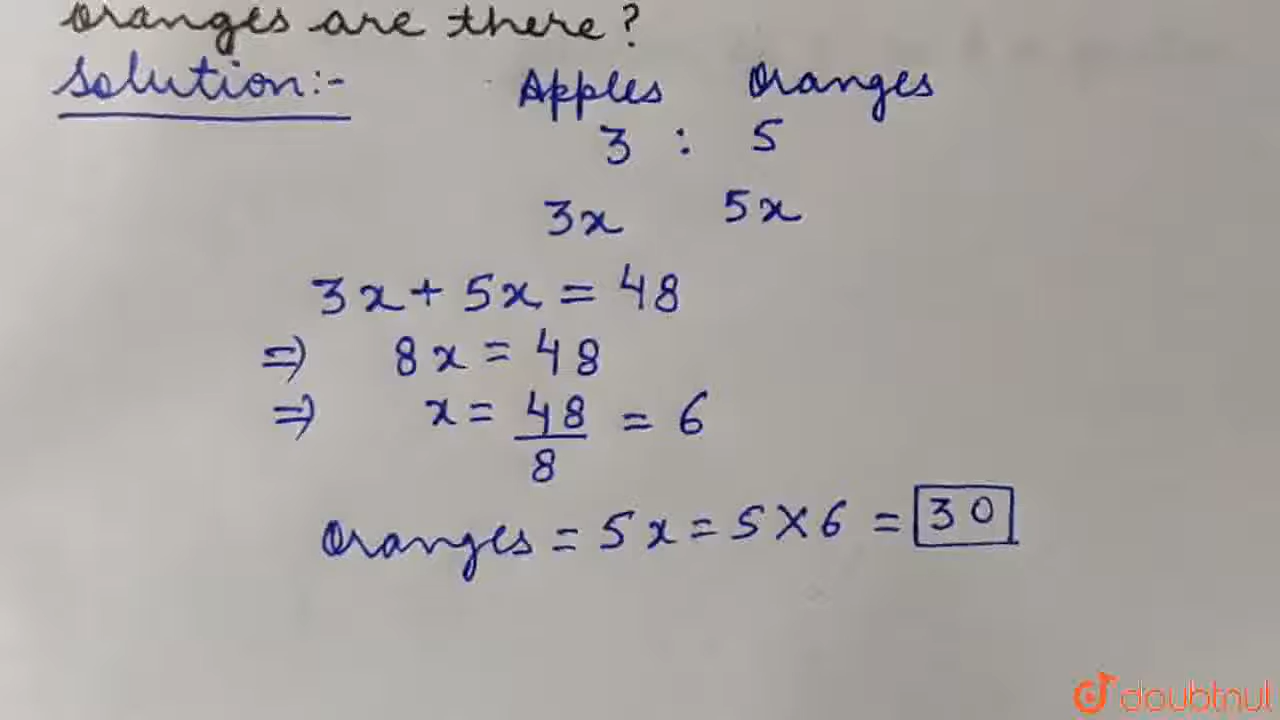 oranges are there?
Solution:-
Apples Oranges
3 : 5
3x 5x
3x + 5x = 48
⇒ 8x = 48
⇒ x = 48/8 = 6
Oranges = 5x = 5×6 = 30
doubtnut